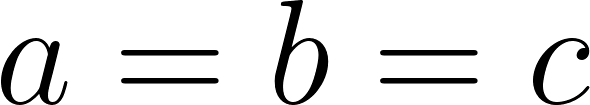 a = b = c